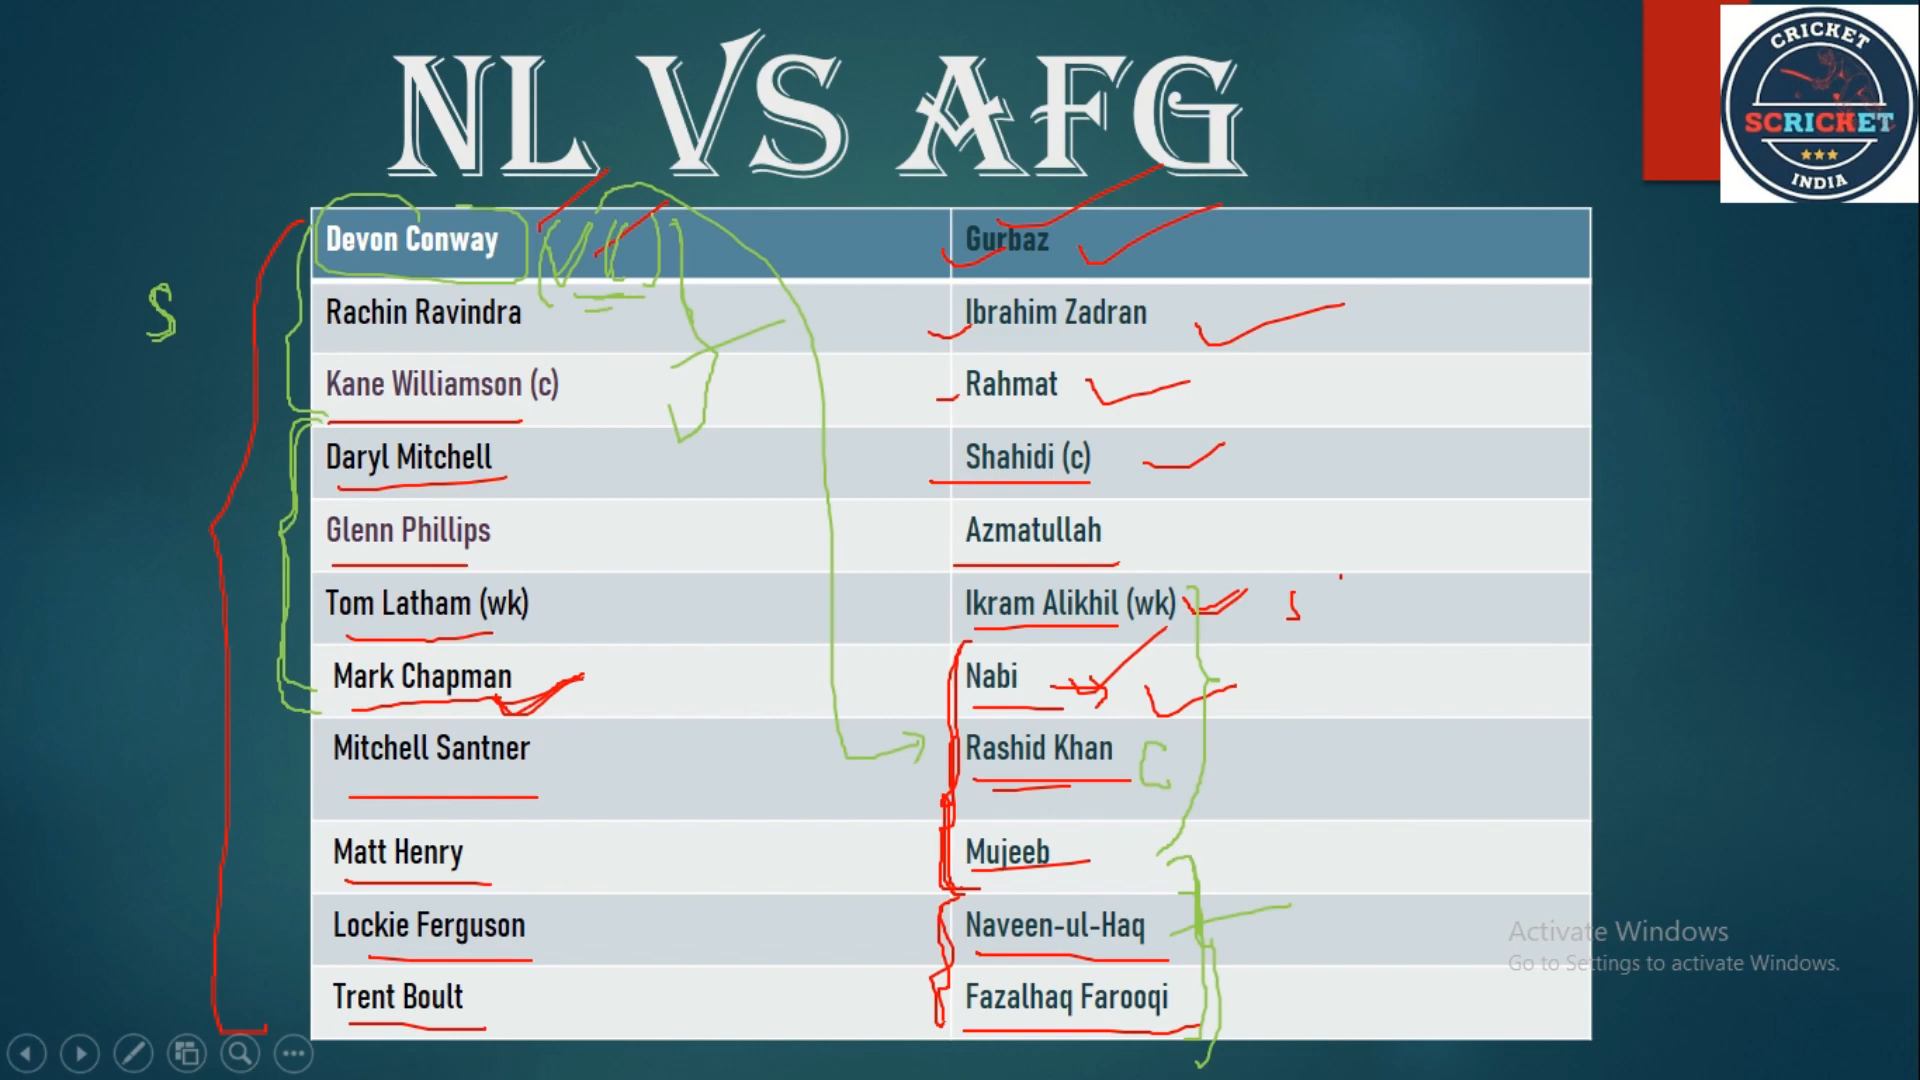 NL VS AFG
CRICKET
SCRICKET
INDIA
Devon Conway VC Gurbaz
S
Rachin Ravindra Ibrahim Zadran
Kane Williamson (c) Rahmat
Daryl Mitchell Shahidi (c)
Glenn Phillips Azmatullah
Tom Latham (wk) Ikram Alikhil (wk)
Mark Chapman Nabi
Mitchell Santner Rashid Khan C
Matt Henry Mujeeb
Lockie Ferguson Naveen-ul-Haq
Trent Boult Fazalhaq Farooqi
Activate Windows
Go to Settings to activate Windows.